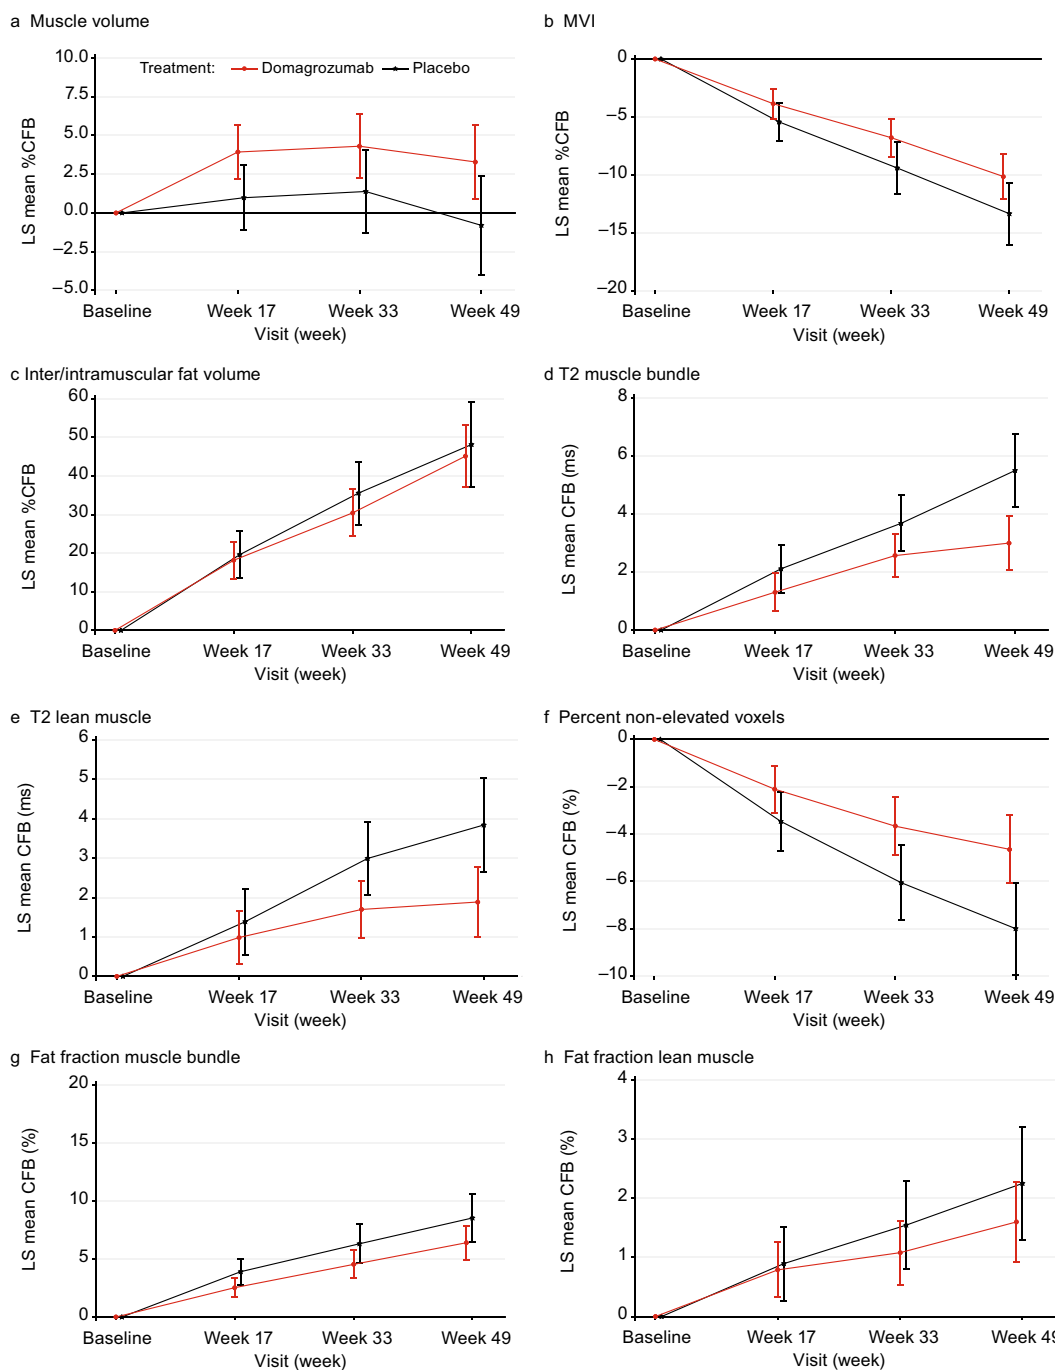 a Muscle volume
10.0
7.5
5.0
2.5
0.0
–2.5
–5.0
LS mean %CFB
Treatment: Domagrozumab Placebo
Baseline Week 17 Week 33 Week 49
Visit (week)
b MVI
0
–5
–10
–15
–20
LS mean %CFB
Baseline Week 17 Week 33 Week 49
Visit (week)
c Inter/intramuscular fat volume
60
50
40
30
20
10
0
LS mean %CFB
Baseline Week 17 Week 33 Week 49
Visit (week)
d T2 muscle bundle
8
6
4
2
0
LS mean CFB (ms)
Baseline Week 17 Week 33 Week 49
Visit (week)
e T2 lean muscle
6
5
4
3
2
1
0
LS mean CFB (ms)
Baseline Week 17 Week 33 Week 49
Visit (week)
f Percent non-elevated voxels
0
–2
–4
–6
–8
–10
LS mean CFB (%)
Baseline Week 17 Week 33 Week 49
Visit (week)
g Fat fraction muscle bundle
20
15
10
5
0
LS mean CFB (%)
Baseline Week 17 Week 33 Week 49
Visit (week)
h Fat fraction lean muscle
4
3
2
1
0
LS mean CFB (%)
Baseline Week 17 Week 33 Week 49
Visit (week)